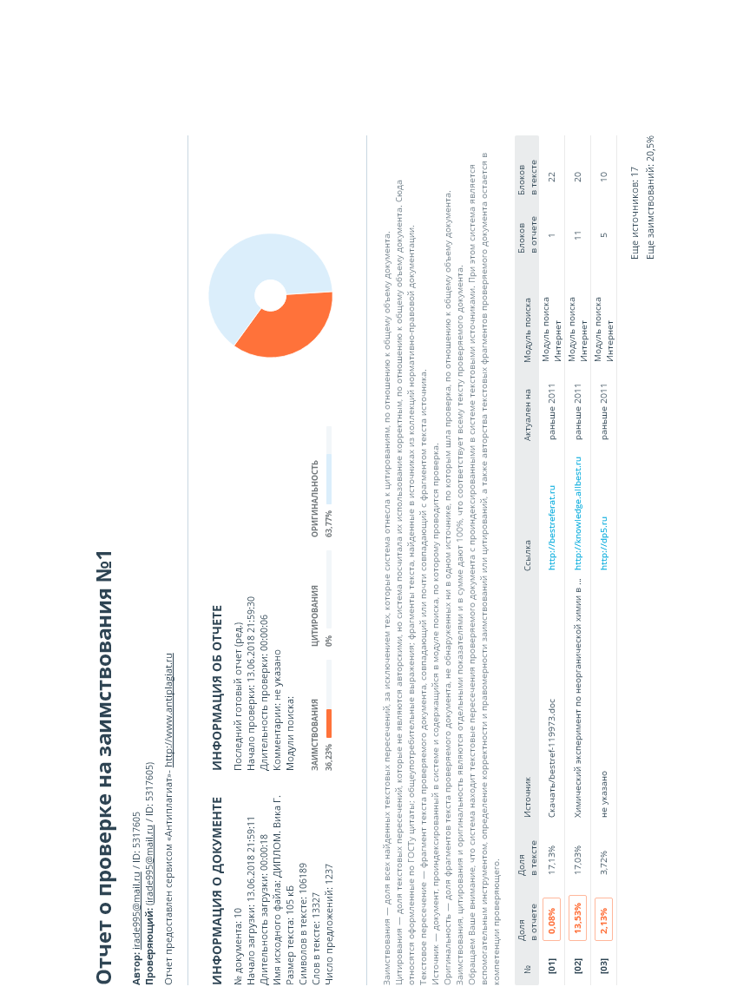 Отчет о проверке на заимствования №1
Автор: irade995@mail.ru / ID: 5317605
Проверяющий: (irade995@mail.ru / ID: 5317605)
Отчет предоставлен сервисом «Антиплагиат»- http://www.antiplagiat.ru
ИНФОРМАЦИЯ О ДОКУМЕНТЕ
№ документа: 10
Начало загрузки: 13.06.2018 21:59:11
Длительность загрузки: 00:00:18
Имя исходного файла: ДИПЛОМ. Вика Г.
Размер текста: 105 кБ
Символов в тексте: 106189
Слов в тексте: 13327
Число предложений: 1237
ИНФОРМАЦИЯ ОБ ОТЧЕТЕ
Последний готовый отчет (ред.)
Начало проверки: 13.06.2018 21:59:30
Длительность проверки: 00:00:06
Комментарии: не указано
Модули поиска:
ЗАИМСТВОВАНИЯ
36,23%
ЦИТИРОВАНИЯ
0%
ОРИГИНАЛЬНОСТЬ
63,77%
Заимствования — доля всех найденных текстовых пересечений, за исключением тех, которые система отнесла к цитированиям, по отношению к общему объему документа.
Цитирования — доля текстовых пересечений, которые не являются авторскими, но система посчитала их использование корректным, по отношению к общему объему документа. Сюда
относятся оформленные по ГОСТу цитаты; общеупотребительные выражения; фрагменты текста, найденные в источниках из коллекций нормативно-правовой документации.
Текстовое пересечение — фрагмент текста проверяемого документа, совпадающий или почти совпадающий с фрагментом текста источника.
Источник — документ, проиндексированный в системе и содержащийся в модуле поиска, по которому проводится проверка.
Оригинальность — доля фрагментов текста проверяемого документа, не обнаруженных ни в одном источнике, по которым шла проверка, по отношению к общему объему документа.
Заимствования, цитирования и оригинальность являются отдельными показателями и в сумме дают 100%, что соответствует всему тексту проверяемого документа.
Обращаем Ваше внимание, что система находит текстовые пересечения проверяемого документа с проиндексированными в системе текстовыми источниками. При этом система является
вспомогательным инструментом, определение корректности и правомерности заимствований или цитирований, а также авторства текстовых фрагментов проверяемого документа остается в
компетенции проверяющего.
№ Доля в отчете Доля в тексте Источник Ссылка Актуален на Модуль поиска Блоков в отчете Блоков в тексте
[01] 0,08% 17,13% Скачать/bestref-119973.doc http://bestreferat.ru раньше 2011 Модуль поиска Интернет 1 22
[02] 13,53% 17,03% Химический эксперимент по неорганической химии в ... http://knowledge.allbest.ru раньше 2011 Модуль поиска Интернет 11 20
[03] 2,13% 3,72% не указано http://dp5.ru раньше 2011 Модуль поиска Интернет 5 10
Еще источников: 17
Еще заимствований: 20,5%